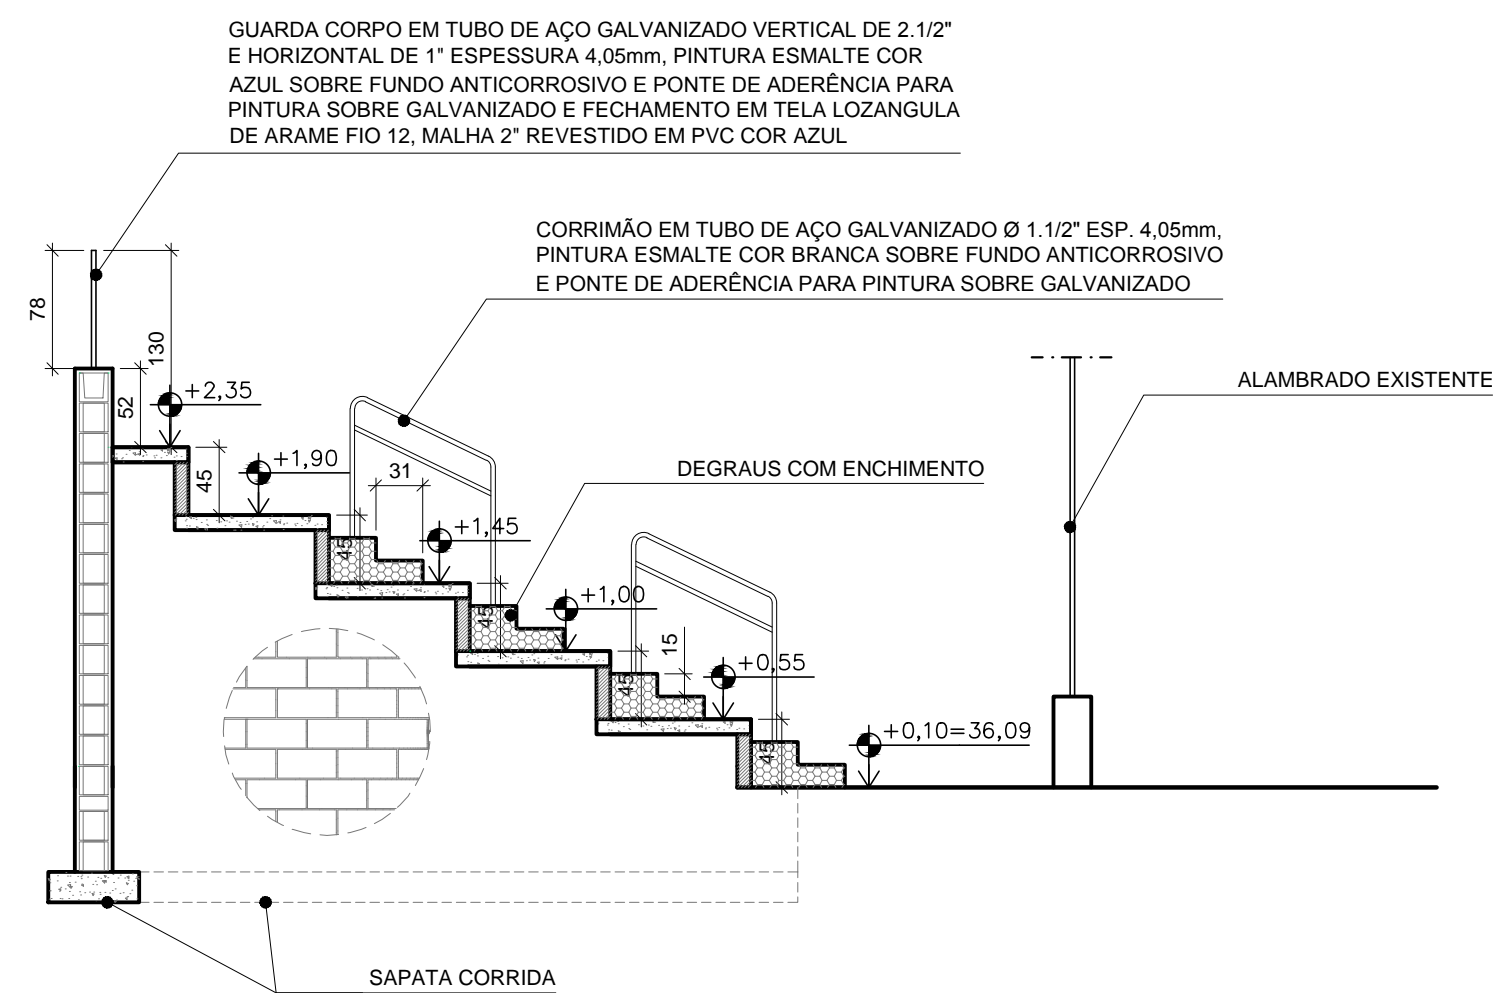 GUARDA CORPO EM TUBO DE AÇO GALVANIZADO VERTICAL DE 2.1/2"
E HORIZONTAL DE 1" ESPESSURA 4,05mm, PINTURA ESMALTE COR
AZUL SOBRE FUNDO ANTICORROSIVO E PONTE DE ADERÊNCIA PARA
PINTURA SOBRE GALVANIZADO E FECHAMENTO EM TELA LOZANGULA
DE ARAME FIO 12, MALHA 2" REVESTIDO EM PVC COR AZUL
CORRIMÃO EM TUBO DE AÇO GALVANIZADO Ø 1.1/2" ESP. 4,05mm,
PINTURA ESMALTE COR BRANCA SOBRE FUNDO ANTICORROSIVO
E PONTE DE ADERÊNCIA PARA PINTURA SOBRE GALVANIZADO
78
130
52
+2,35
ALAMBRADO EXISTENTE
+1,90
45
31
DEGRAUS COM ENCHIMENTO
+1,45
45
+1,00
45
15
+0,55
45
+0,10=36,09
45
SAPATA CORRIDA